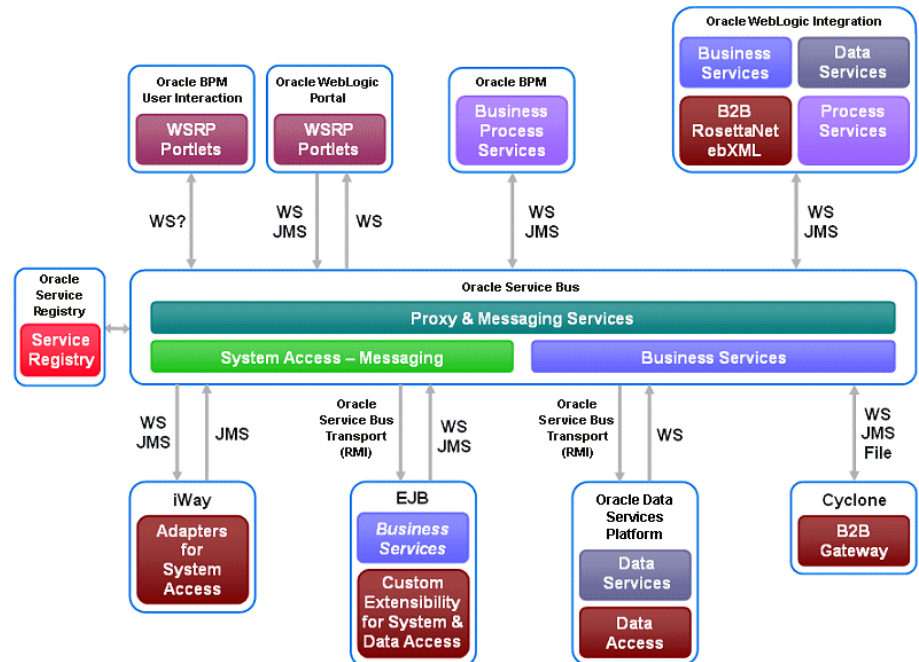 Oracle WebLogic Integration
Business
Services
Data
Services
B2B
RosettaNet
ebXML
Process
Services
Oracle BPM
User Interaction
WSRP
Portlets
Oracle WebLogic
Portal
WSRP
Portlets
Oracle BPM
Business
Process
Services
WS?
WS
JMS
WS
WS
JMS
WS
JMS
Oracle
Service
Registry
Service
Registry
Oracle Service Bus
Proxy & Messaging Services
System Access – Messaging
Business Services
WS
JMS
JMS
Oracle
Service Bus
Transport
(RMI)
WS
JMS
Oracle
Service Bus
Transport
(RMI)
WS
WS
JMS
File
iWay
Adapters
for
System
Access
EJB
Business
Services
Custom
Extensibility
for System &
Data Access
Oracle Data
Services
Platform
Data
Services
Data
Access
Cyclone
B2B
Gateway